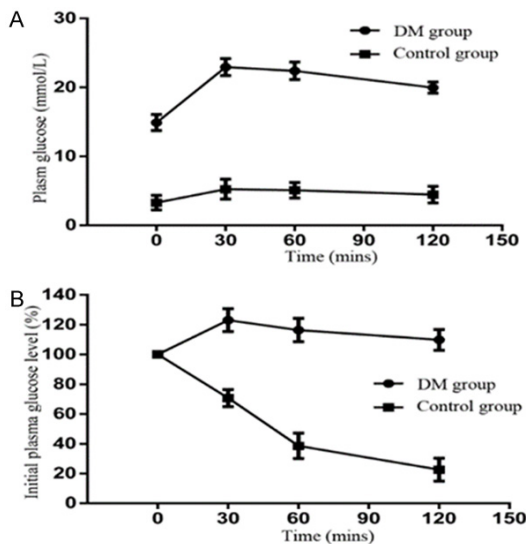 A
30
20
10
0
Plasm glucose (mmol/L)
DM group
Control group
0 30 60 90 120 150
Time (mins)
B
140
120
100
80
60
40
20
0
Initial plasma glucose level (%)
DM group
Control group
0 30 60 90 120 150
Time (mins)